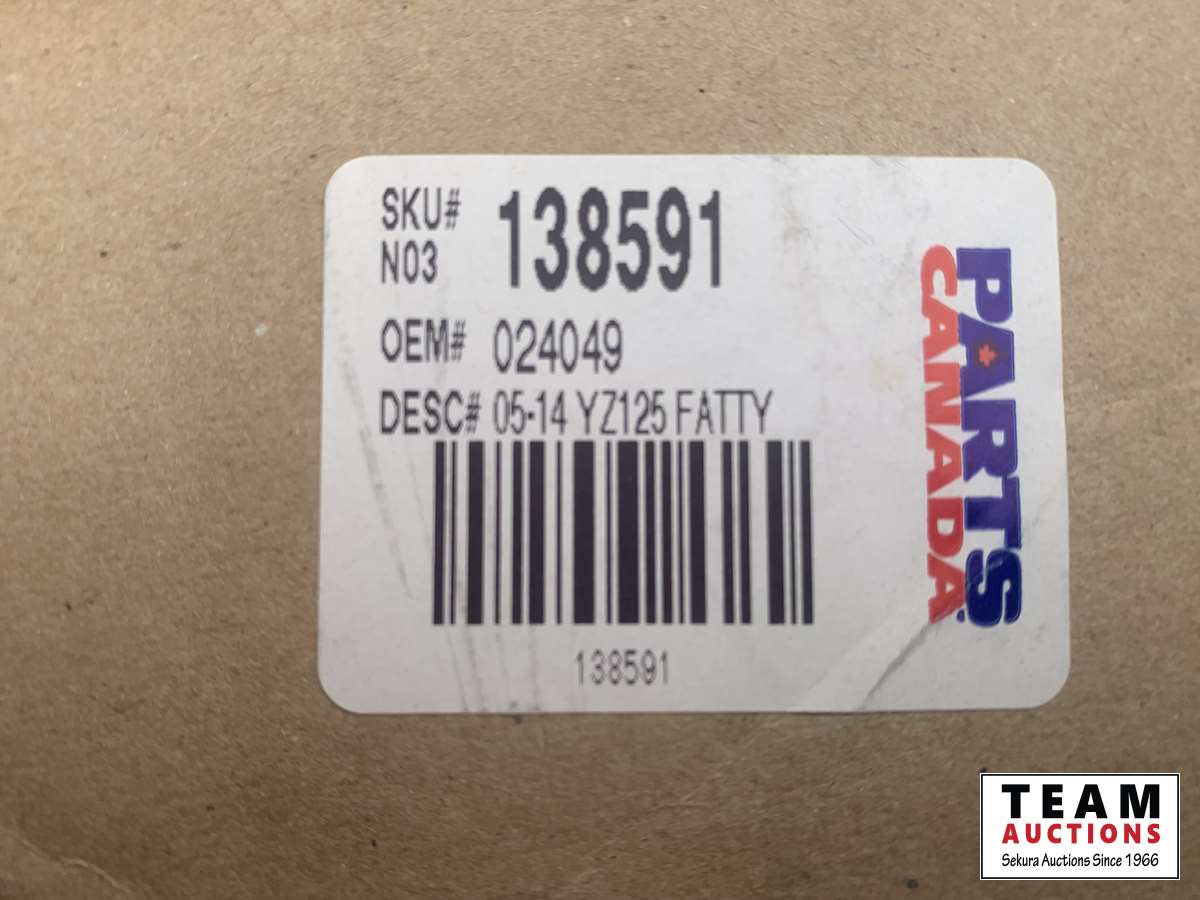 SKU# 138591
N03
OEM# 024049
DESC# 05-14 YZ125 FATTY
138591
PARTS
CANADA
TEAM
AUCTIONS
Sekura Auctions Since 1966